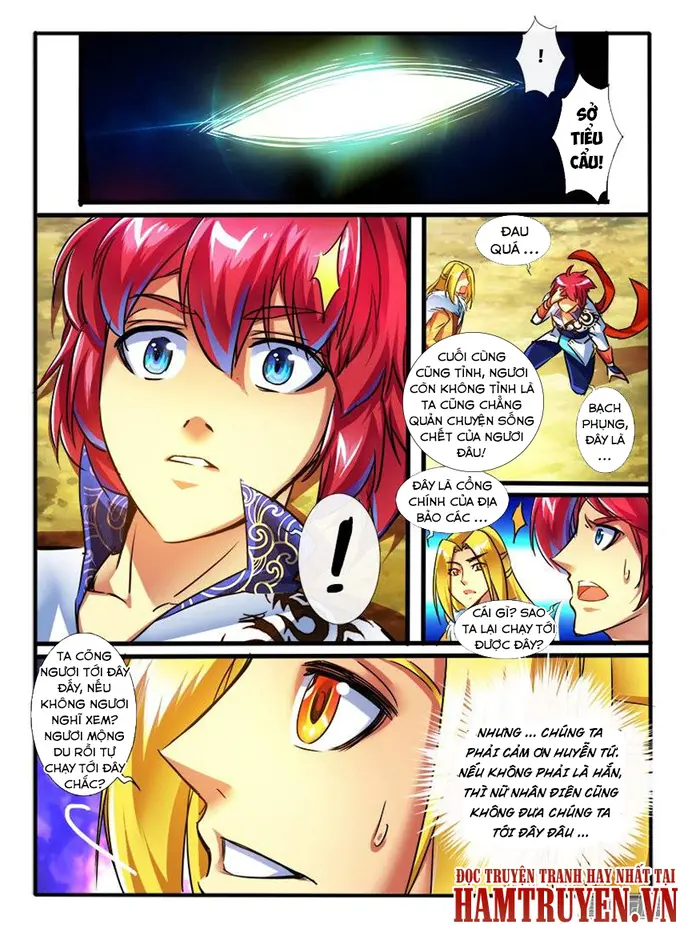 !
SỞ
TIỂU
CẨU!
ĐAU
QUÁ ...
CUỐI CÙNG
CŨNG TỈNH, NGƯƠI
CÒN KHÔNG TỈNH LÀ
TA CŨNG CHẲNG
QUẢN CHUYỆN SỐNG
CHẾT CỦA NGƯƠI
ĐÂU!
BẠCH
PHỤNG,
ĐÂY LÀ
...
!
ĐÂY LÀ CỔNG
CHÍNH CỦA ĐỊA
BẢO CÁC ...
CÁI GÌ? SAO
TA LẠI CHẠY TỚI
ĐƯỢC ĐÂY?
TA CÕNG
NGƯƠI TỚI ĐÂY
ĐẤY, NẾU
KHÔNG NGƯƠI
NGHĨ XEM?
NGƯƠI MỘNG
DU RỒI TỰ
CHẠY TỚI ĐÂY
CHẮC?
NHƯNG ... CHÚNG TA
PHẢI CẢM ƠN HUYỄN TỨ.
NẾU KHÔNG PHẢI LÀ HẮN,
THÌ NỮ NHÂN ĐIÊN CŨNG
KHÔNG ĐƯA CHÚNG TA
TỚI ĐÂY ĐÂU ...
ĐỌC TRUYỆN TRANH HAY NHẤT TẠI
HAMTRUYEN.VN